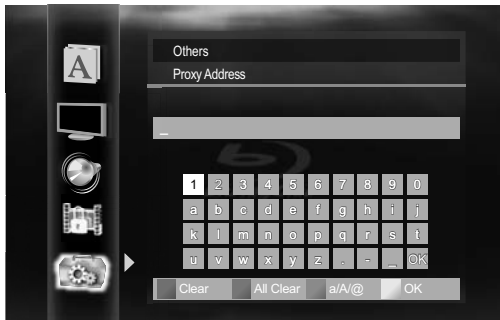 A
Others
Proxy Address
_
1 2 3 4 5 6 7 8 9 0
a b c d e f g h i j
k l m n o p q r s t
u v w x y z . - _ OK
Clear All Clear a/A/@ OK